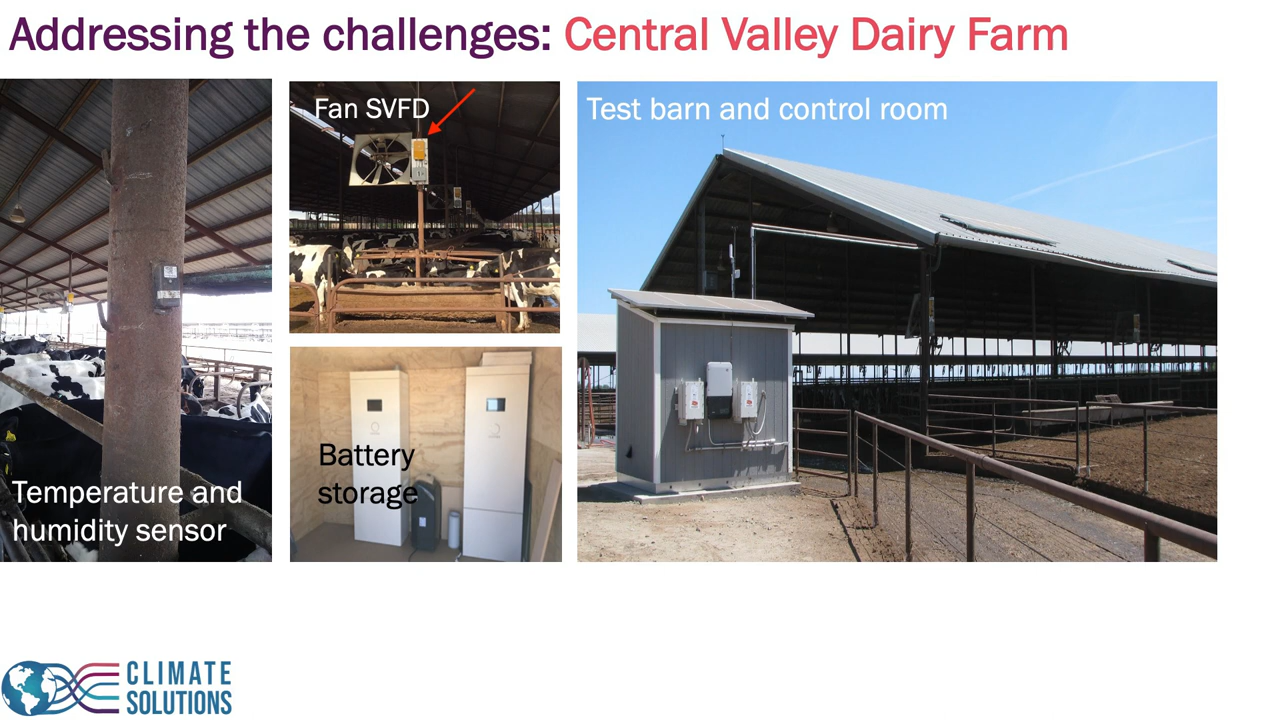 Addressing the challenges: Central Valley Dairy Farm
Fan SVFD
Test barn and control room
Battery
storage
Temperature and
humidity sensor
CLIMATE
SOLUTIONS